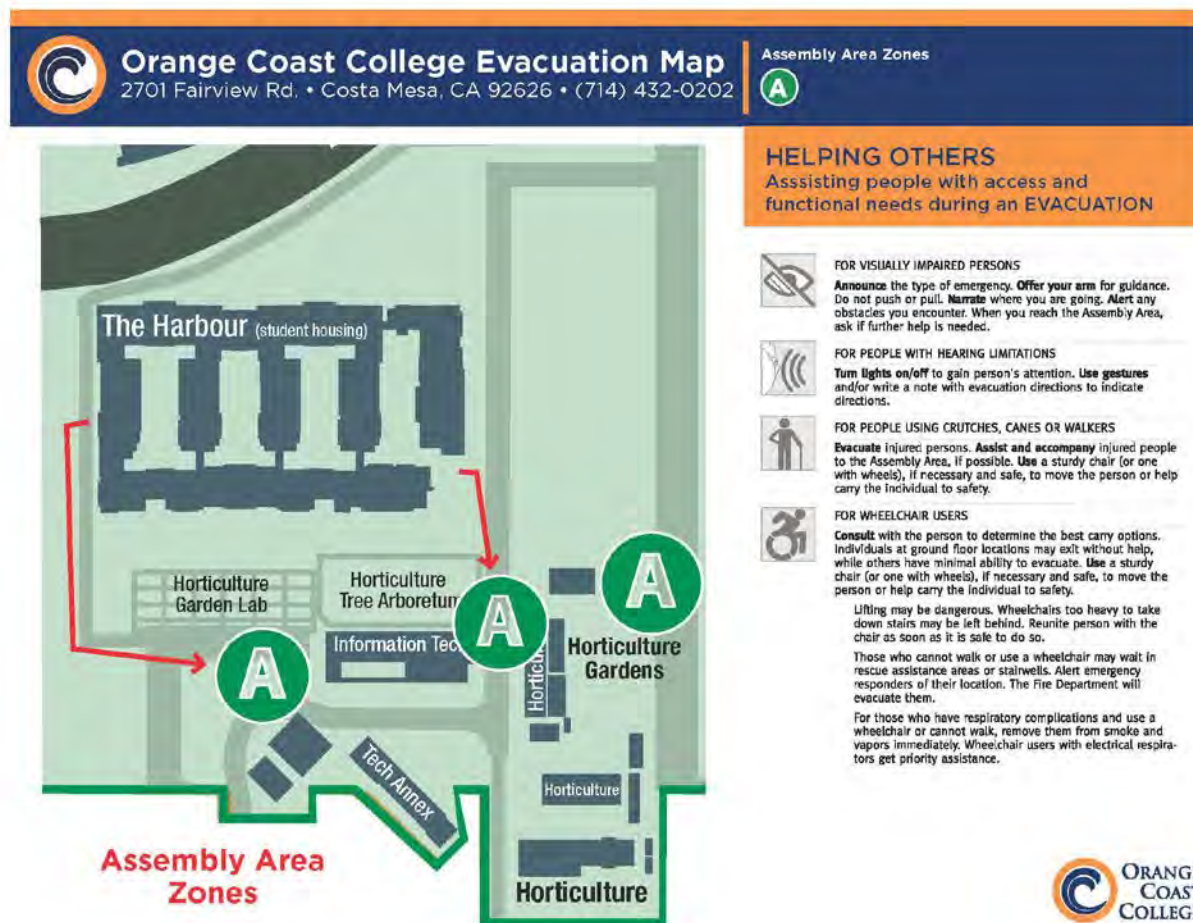 Orange Coast College Evacuation Map
2701 Fairview Rd. • Costa Mesa, CA 92626 • (714) 432-0202
Assembly Area Zones
A
HELPING OTHERS
Asssisting people with access and
functional needs during an EVACUATION
The Harbour (student housing)
Horticulture
Garden Lab
Horticulture
Tree Arboretum
A
A
A
Information Tech
Horticul
Horticulture
Gardens
Tech Annex
Horticulture
Horticulture
Assembly Area
Zones
FOR VISUALLY IMPAIRED PERSONS
Announce the type of emergency. Offer your arm for guidance.
Do not push or pull. Narrate where you are going. Alert any
obstacles you encounter. When you reach the Assembly Area,
ask if further help is needed.
FOR PEOPLE WITH HEARING LIMITATIONS
Turn lights on/off to gain person's attention. Use gestures
and/or write a note with evacuation directions to indicate
directions.
FOR PEOPLE USING CRUTCHES, CANES OR WALKERS
Evacuate injured persons. Assist and accompany injured people
to the Assembly Area, if possible. Use a sturdy chair (or one
with wheels), if necessary and safe, to move the person or help
carry the individual to safety.
FOR WHEELCHAIR USERS
Consult with the person to determine the best carry options.
Individuals at ground floor locations may exit without help,
while others have minimal ability to evacuate. Use a sturdy
chair (or one with wheels), if necessary and safe, to move the
person or help carry the individual to safety.
Lifting may be dangerous. Wheelchairs too heavy to take
down stairs may be left behind. Reunite person with the
chair as soon as it is safe to do so.
Those who cannot walk or use a wheelchair may wait in
rescue assistance areas or stairwells. Alert emergency
responders of their location. The Fire Department will
evacuate them.
For those who have respiratory complications and use a
wheelchair or cannot walk, remove them from smoke and
vapors immediately. Wheelchair users with electrical respira-
tors get priority assistance.
ORANG
COAS
COLLEG